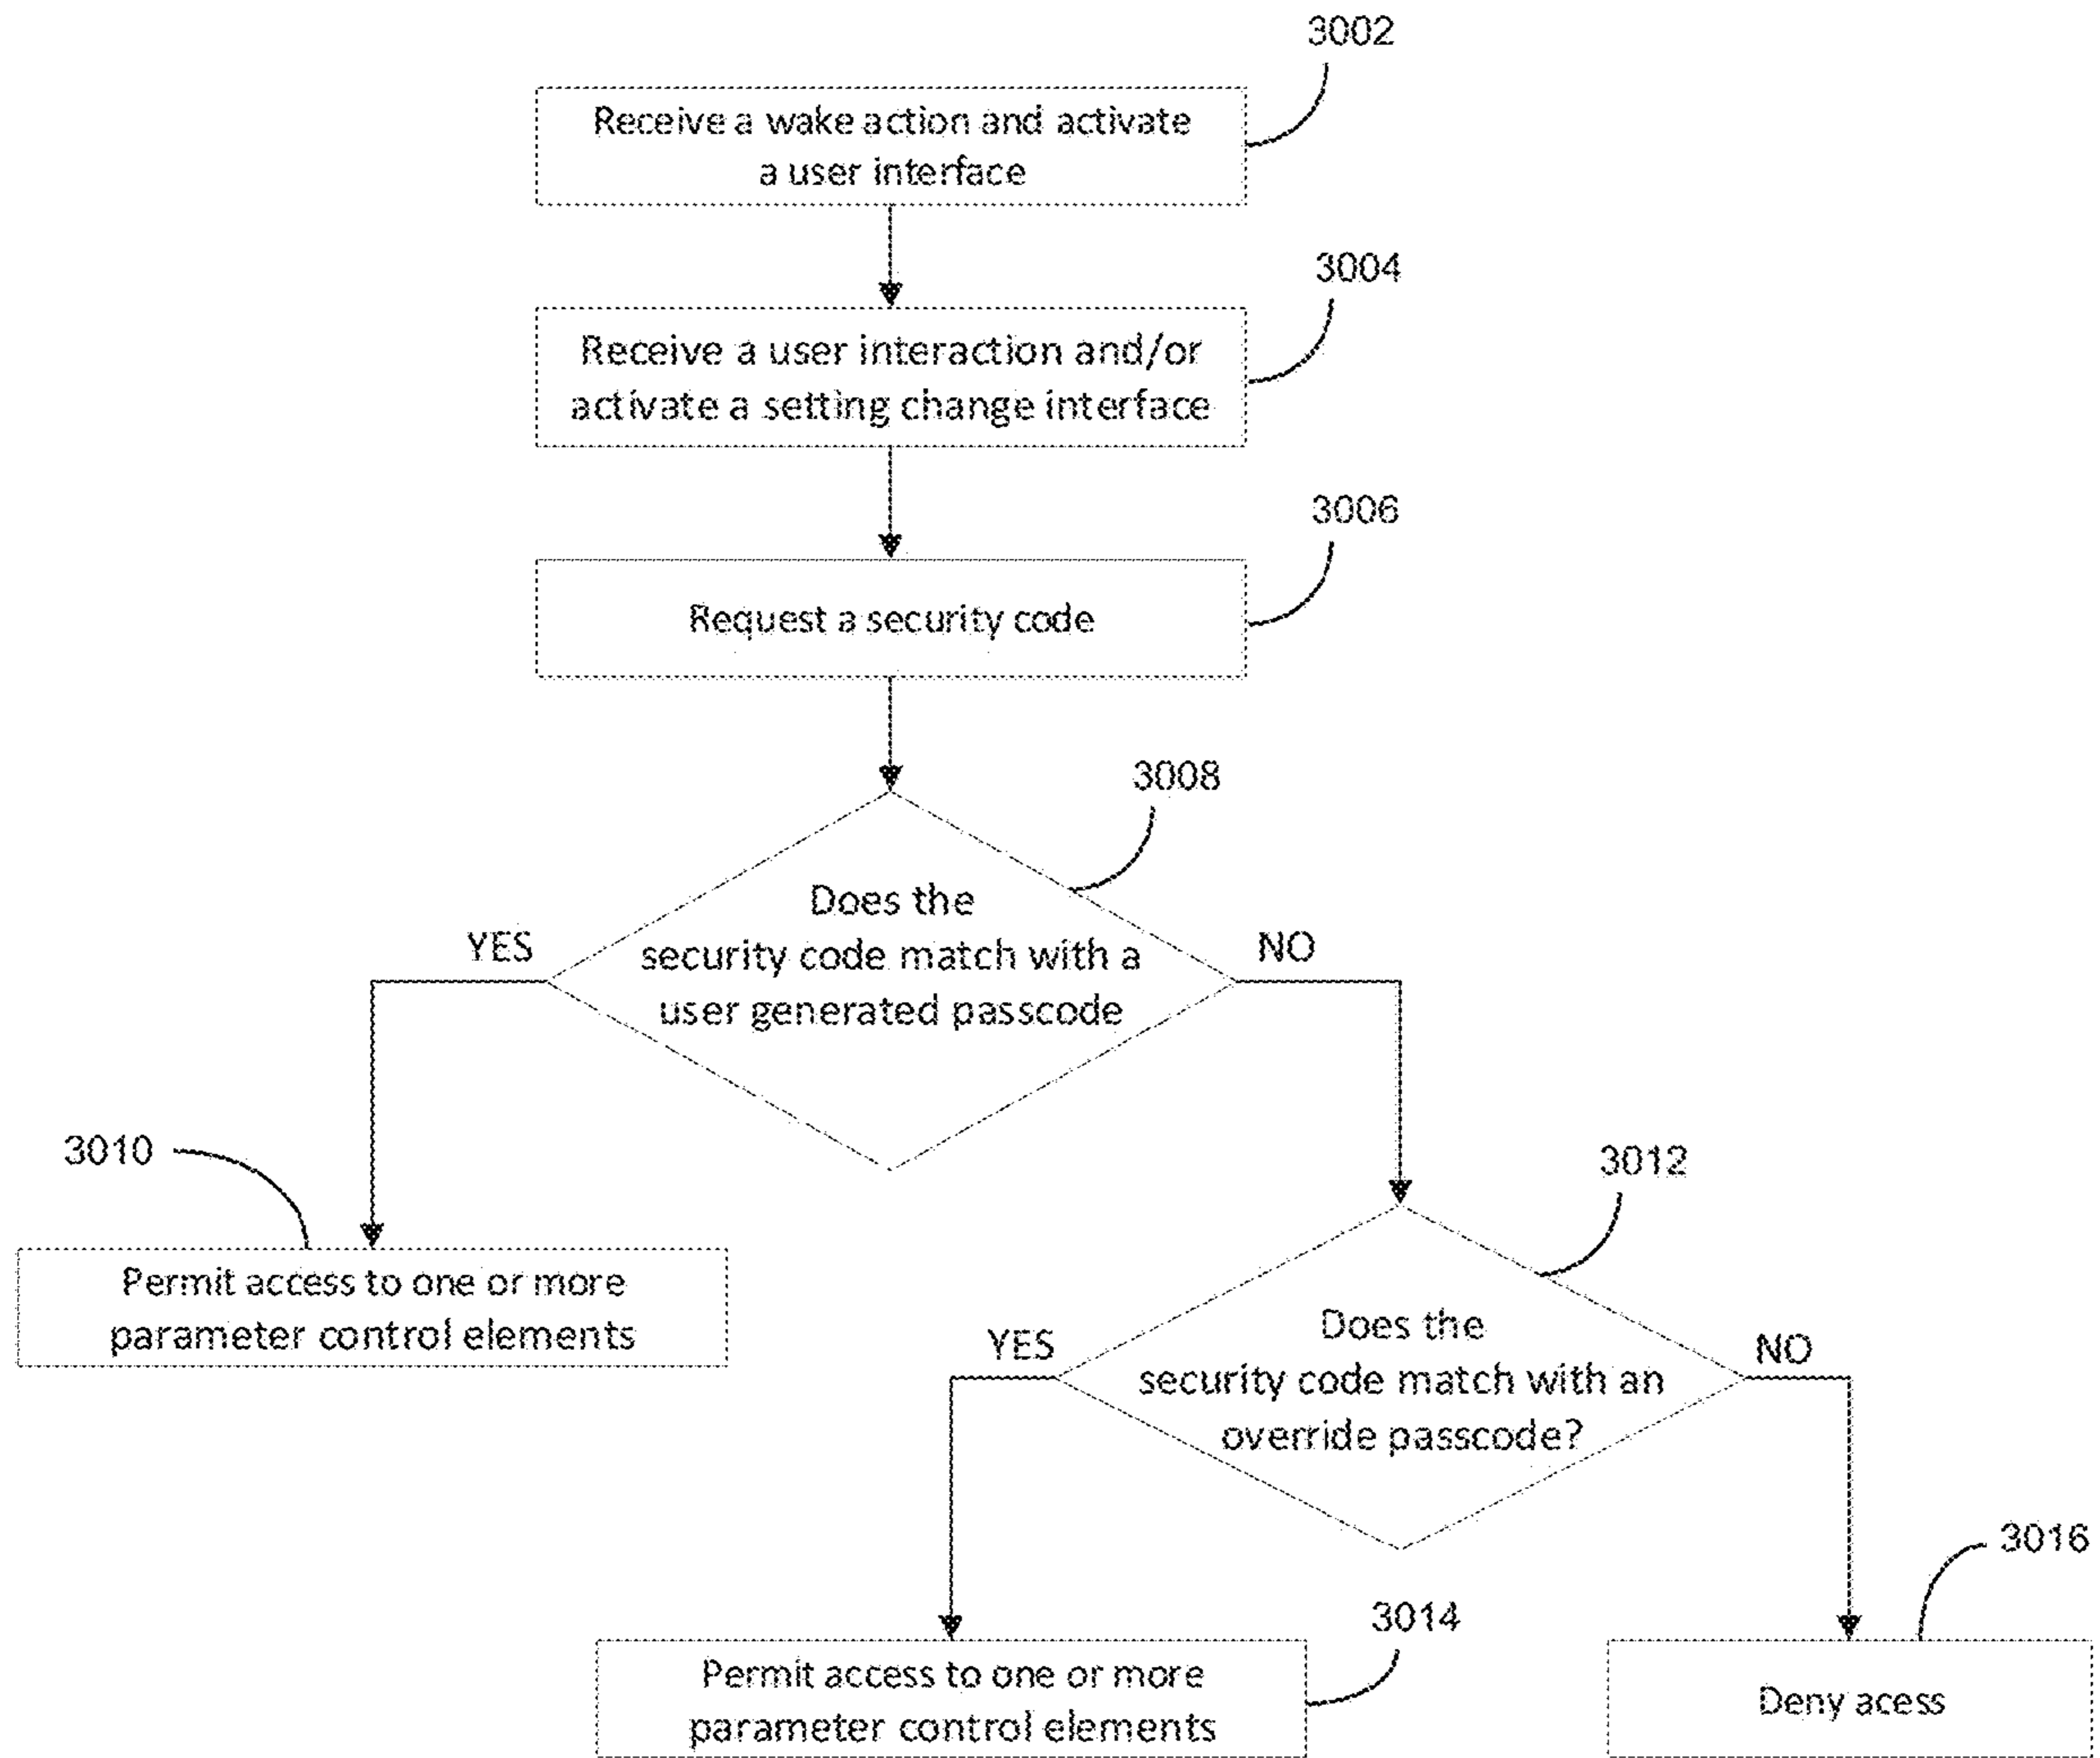 3002
Receive a wake action and activate
a user interface
3004
Receive a user interaction and/or
activate a setting change interface
3006
Request a security code
3008
Does the
security code match with a
user generated passcode
YES
NO
3010
Permit access to one or more
parameter control elements
3012
Does the
security code match with an
override passcode?
YES
NO
3014
Permit access to one or more
parameter control elements
3016
Deny acess